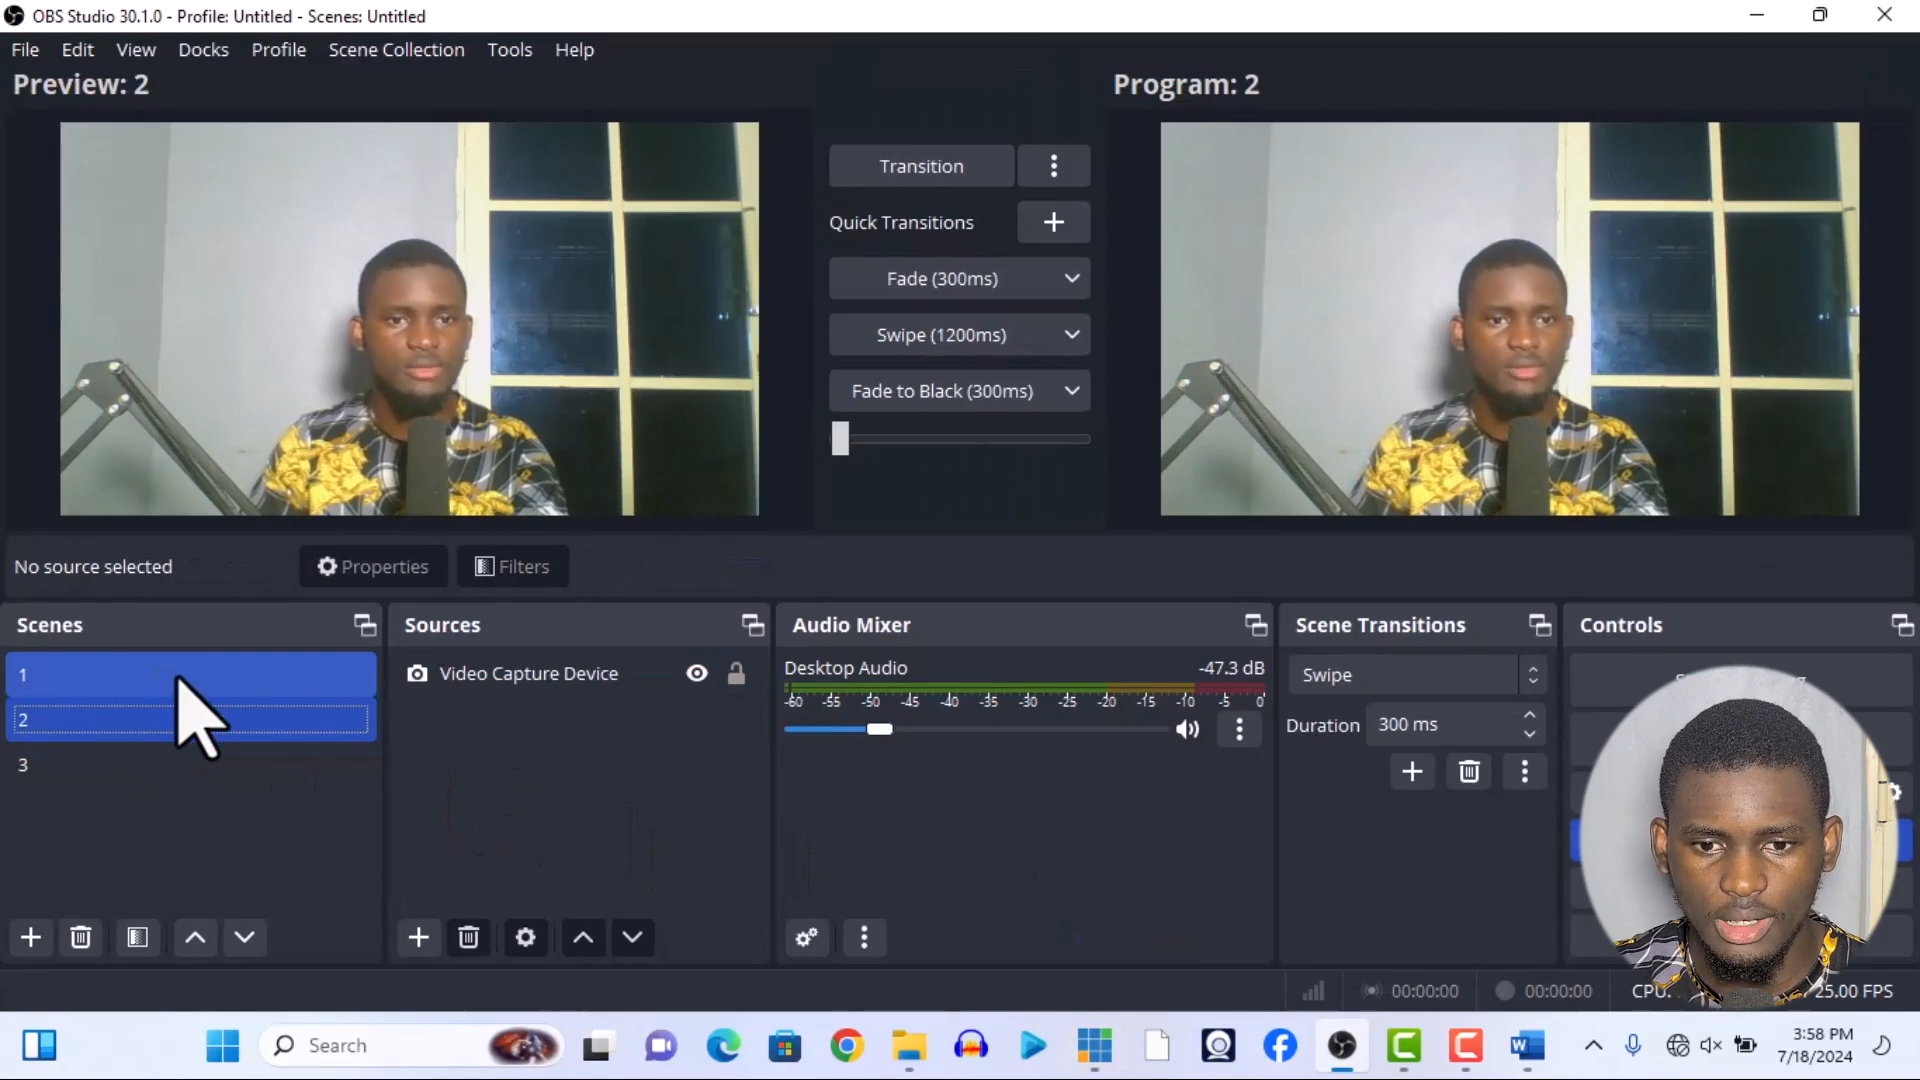 OBS Studio 30.1.0 - Profile: Untitled - Scenes: Untitled
File Edit View Docks Profile Scene Collection Tools Help
Preview: 2
Program: 2
Transition
Quick Transitions
Fade (300ms)
Swipe (1200ms)
Fade to Black (300ms)
No source selected
Properties
Filters
Scenes
Sources
Audio Mixer
Scene Transitions
Controls
1
2
3
Video Capture Device
Desktop Audio
-47.3 dB
-60 -55 -50 -45 -40 -35 -30 -25 -20 -15 -10 -5 0
Swipe
Duration
300 ms
00:00:00
00:00:00
CPU:
25.00 FPS
Search
3:58 PM
7/18/2024